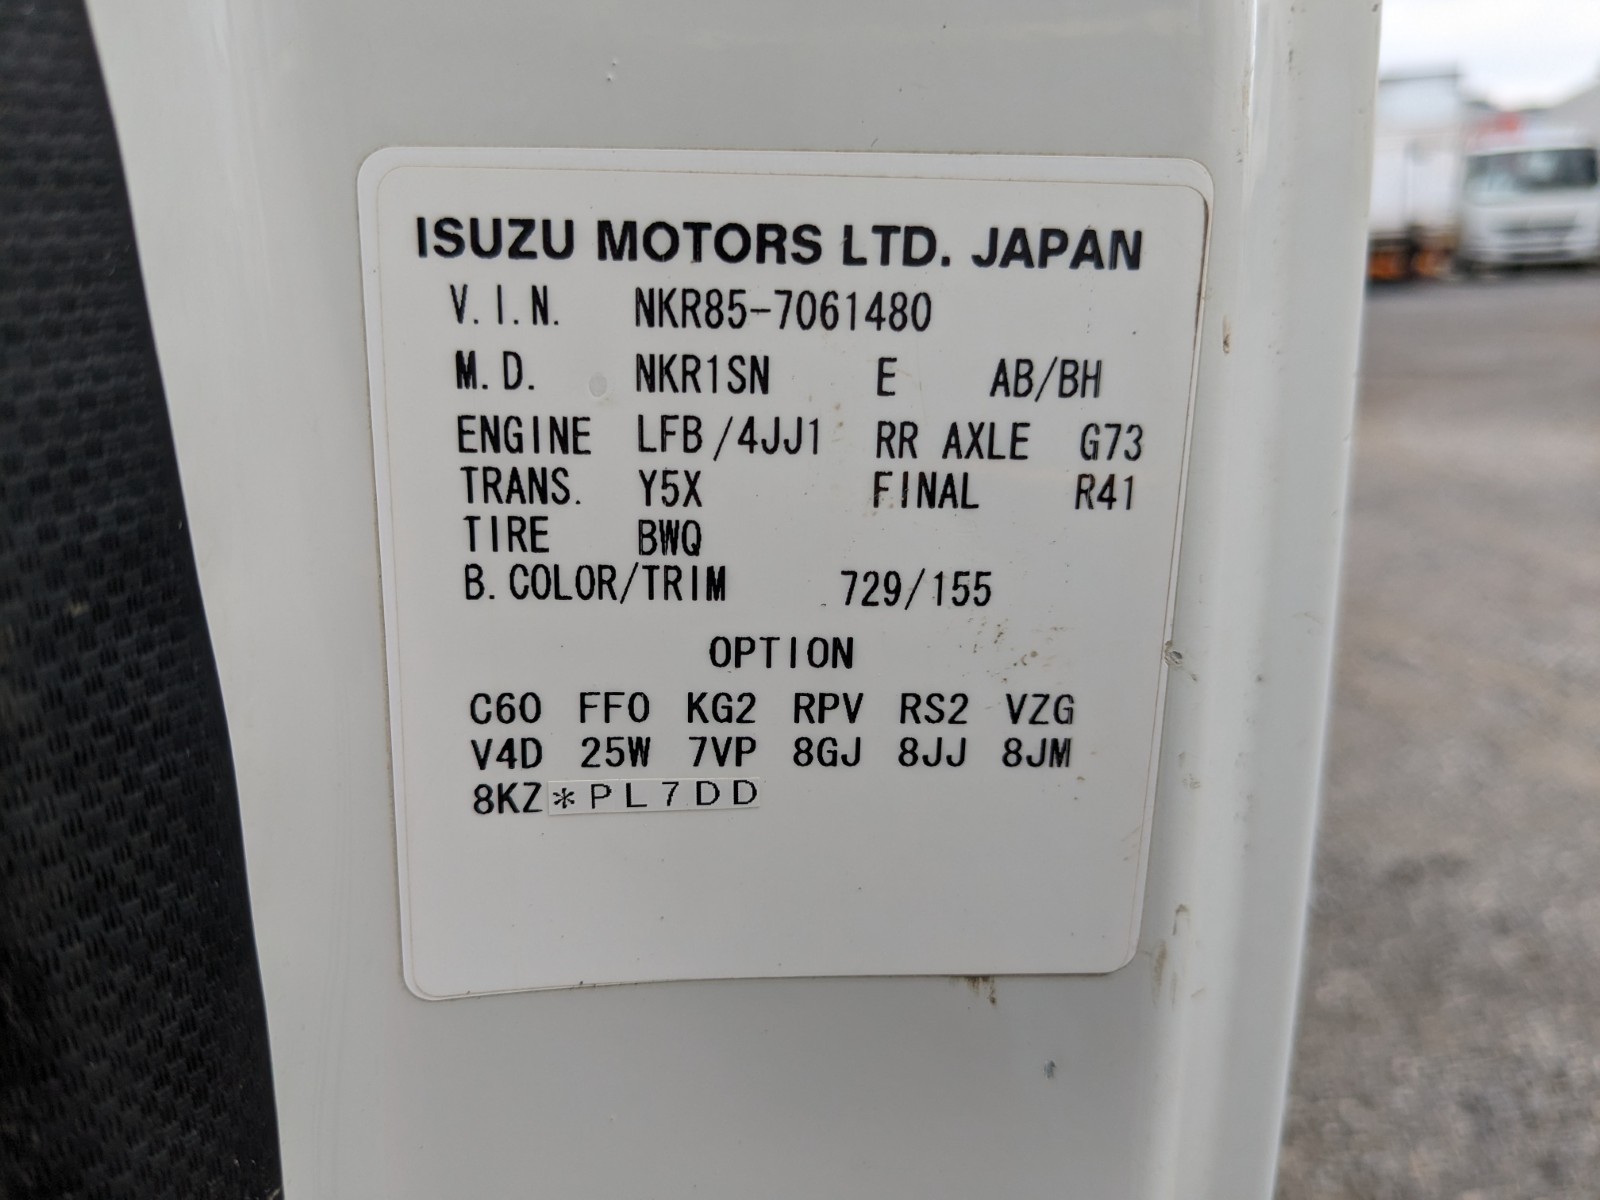 ISUZU MOTORS LTD. JAPAN
V.I.N. NKR85-7061480
M.D. NKR1SN E AB/BH
ENGINE LFB/4JJ1 RR AXLE G73
TRANS. Y5X FINAL R41
TIRE BWQ
B.COLOR/TRIM 729/155
OPTION
C60 FF0 KG2 RPV RS2 VZG
V4D 25W 7VP 8GJ 8JJ 8JM
8KZ*PL7DD